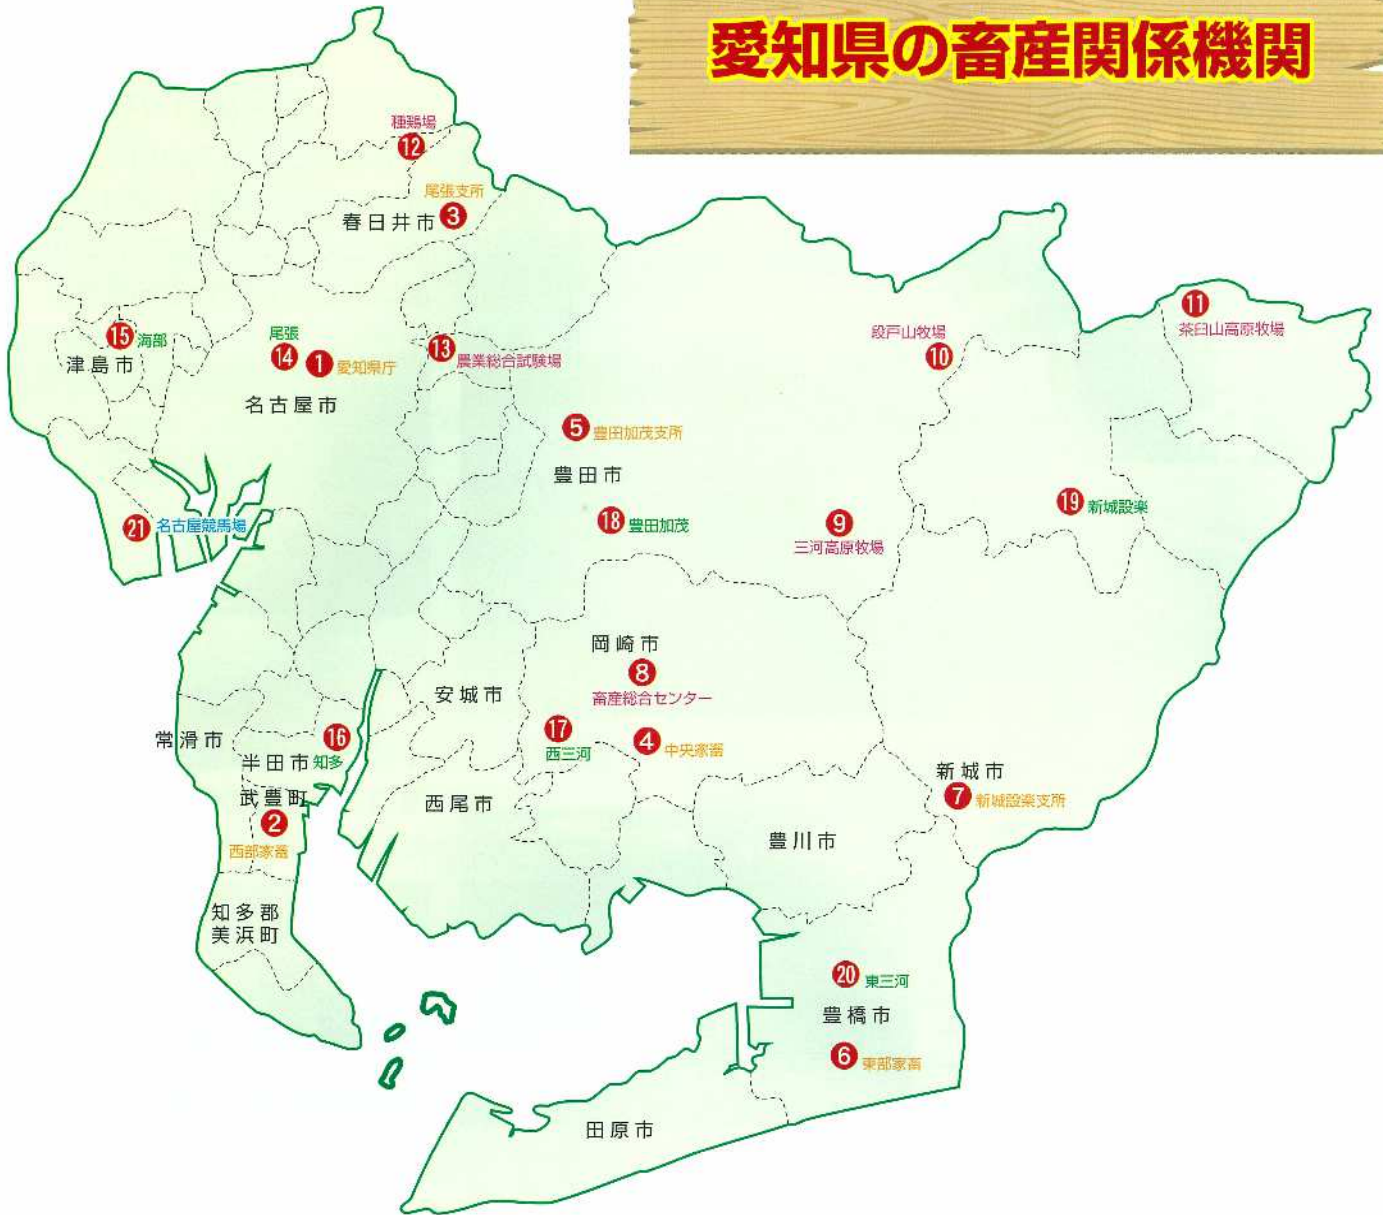 愛知県の畜産関係機関
種鶏場
12
尾張支所
春日井市
3
11
茶臼山高原牧場
段戸山牧場
10
15
海部
津島市
尾張
14
1
愛知県庁
名古屋市
13
農業総合試験場
5
豊田加茂支所
豊田市
18
豊田加茂
9
三河高原牧場
19
新城設楽
21
名古屋競馬場
岡崎市
8
畜産総合センター
安城市
17
西三河
4
中央家畜
常滑市
16
半田市
知多
武豊町
2
西部家畜
西尾市
新城市
7
新城設楽支所
豊川市
知多郡
美浜町
20
東三河
豊橋市
6
東部家畜
田原市